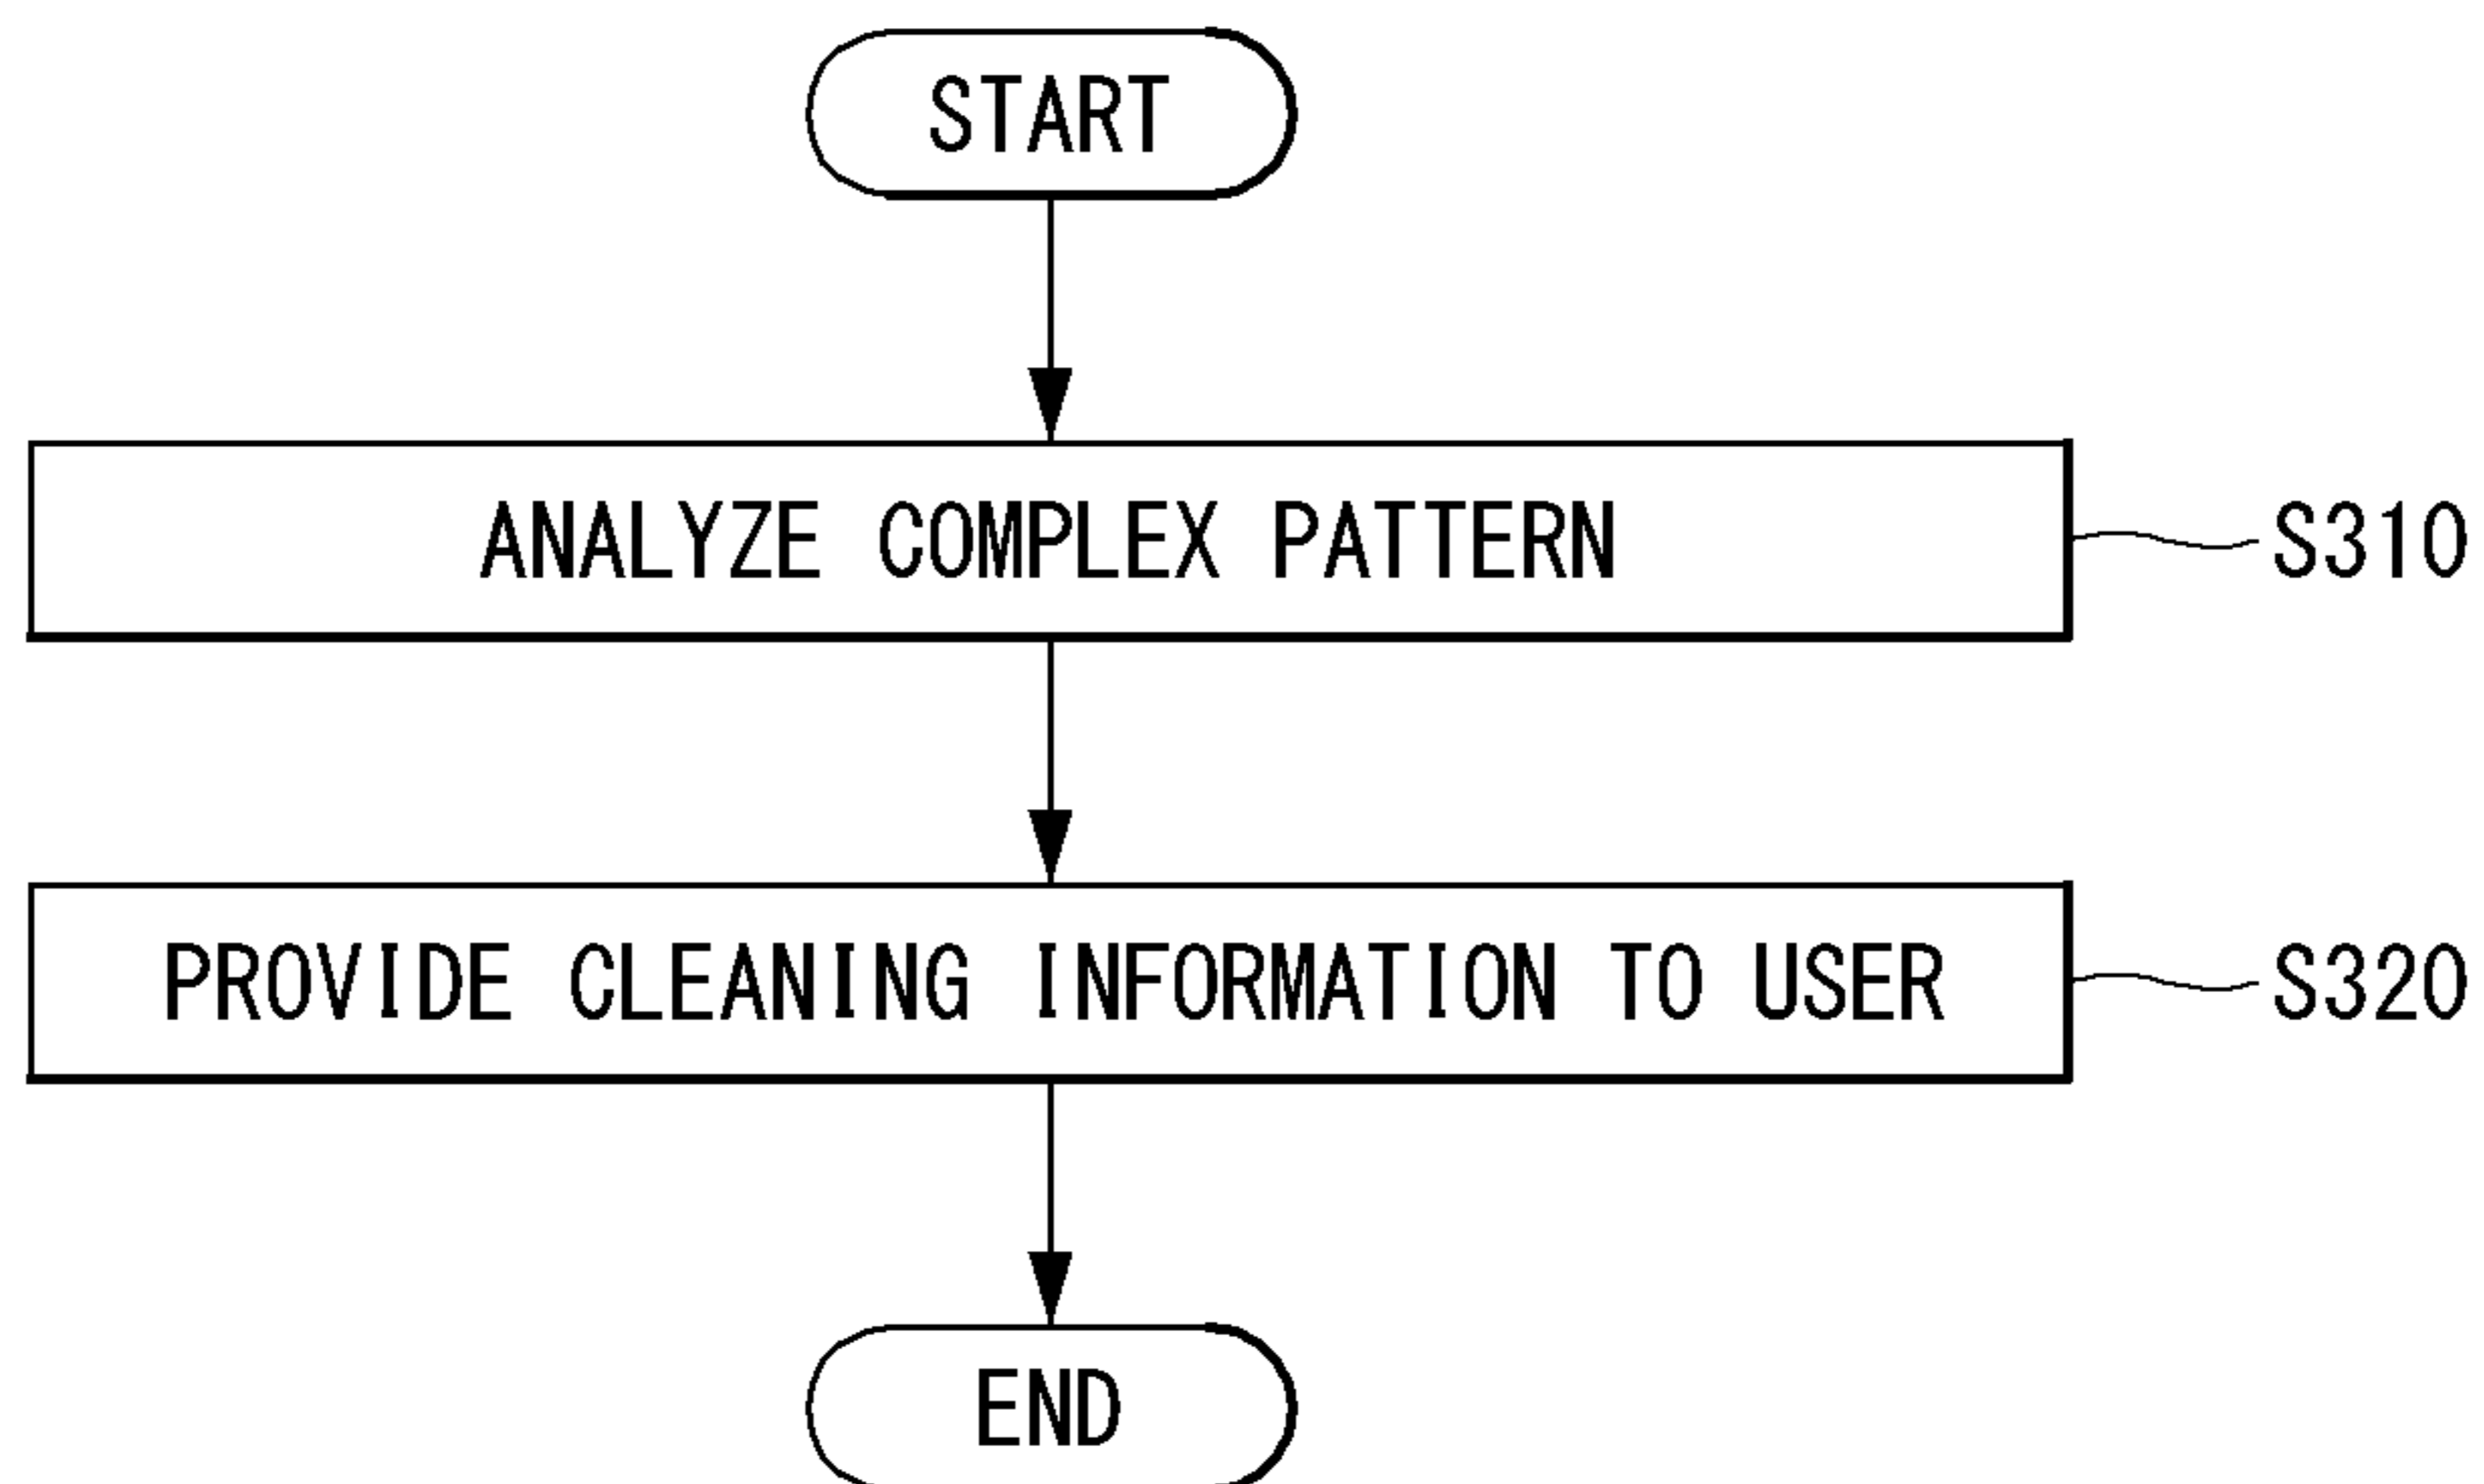 START
ANALYZE COMPLEX PATTERN
S310
PROVIDE CLEANING INFORMATION TO USER
S320
END